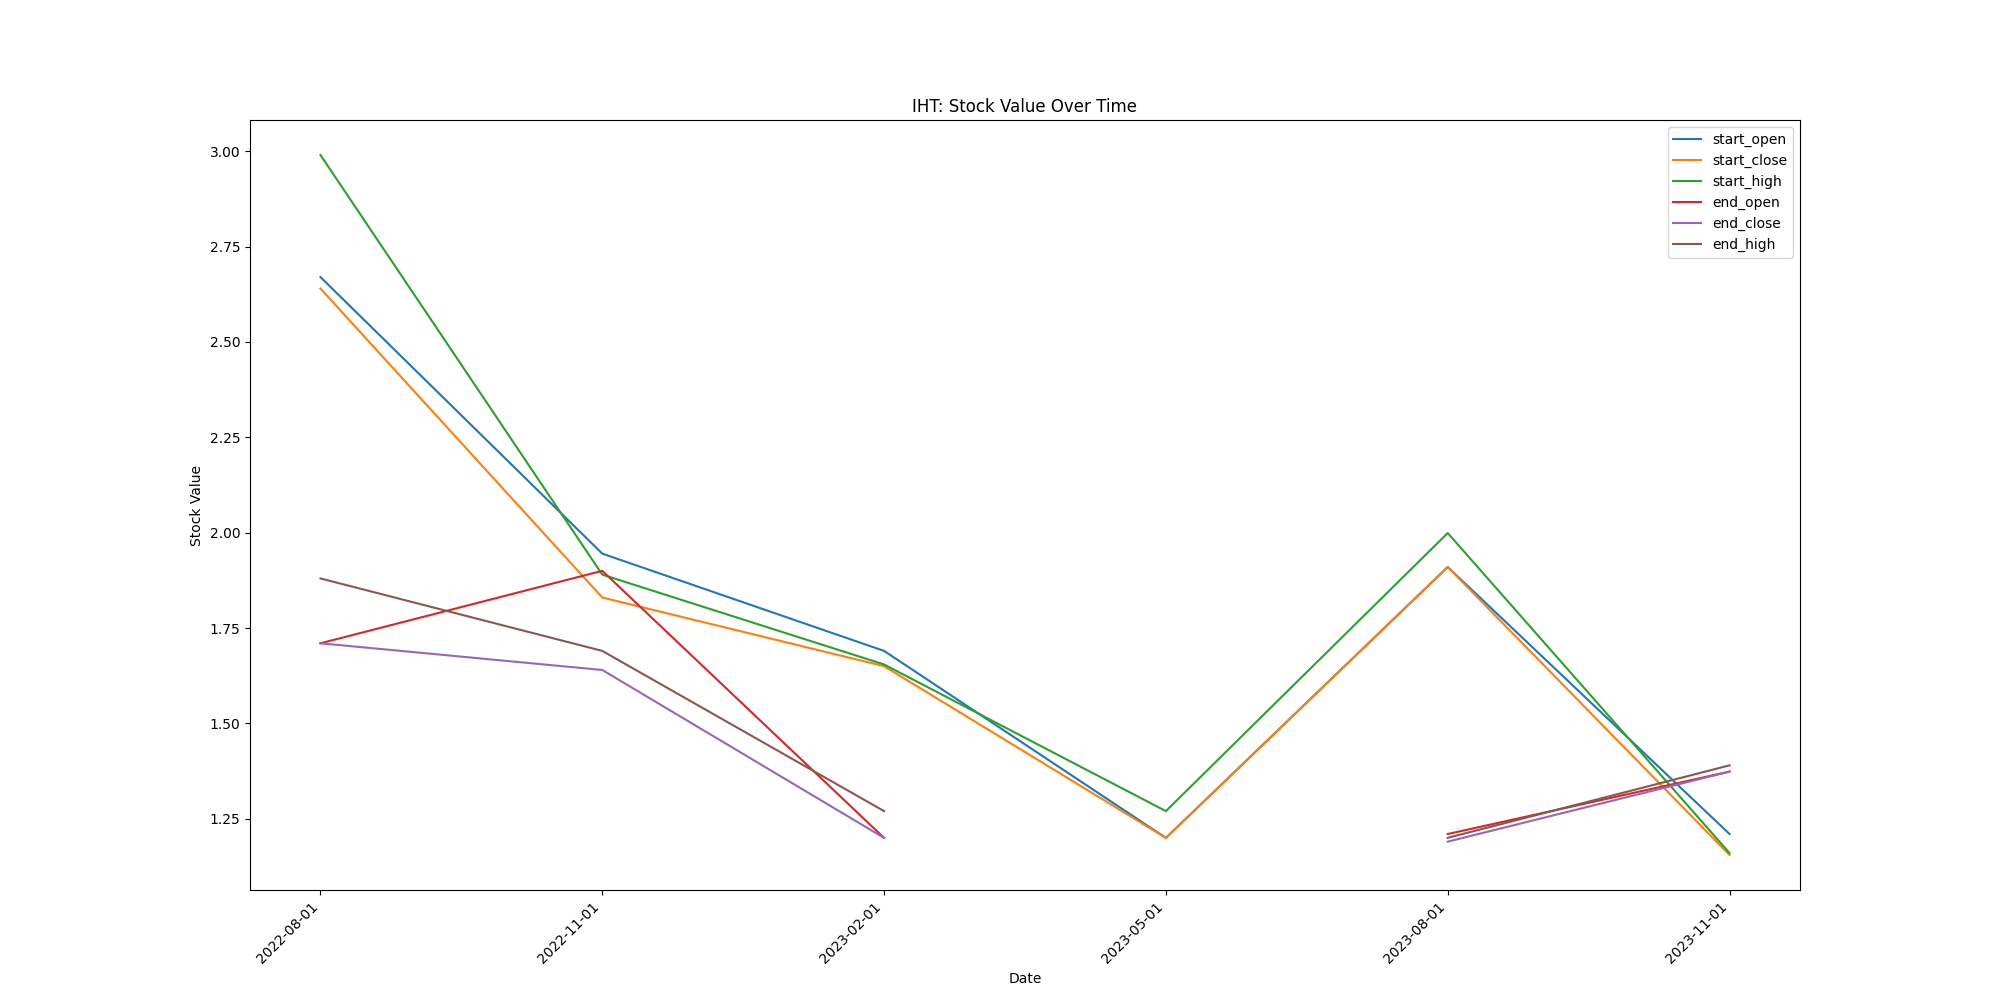 IHT: Stock Value Over Time
start_open
start_close
start_high
end_open
end_close
end_high
Stock Value
3.00
2.75
2.50
2.25
2.00
1.75
1.50
1.25
2022-08-01
2022-11-01
2023-02-01
2023-05-01
2023-08-01
2023-11-01
Date